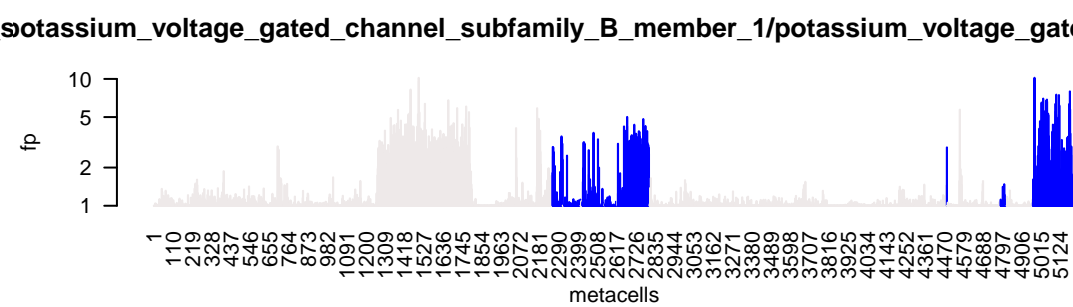 spotassium_voltage_gated_channel_subfamily_B_member_1/potassium_voltage_gate
10
5
2
1
fp
1 110 219 328 437 546 655 764 873 982 1091 1200 1309 1418 1527 1636 1745 1854 1963 2072 2181 2290 2399 2508 2617 2726 2835 2944 3053 3162 3271 3380 3489 3598 3707 3816 3925 4034 4143 4252 4361 4470 4579 4688 4797 4906 5015 5124
metacells